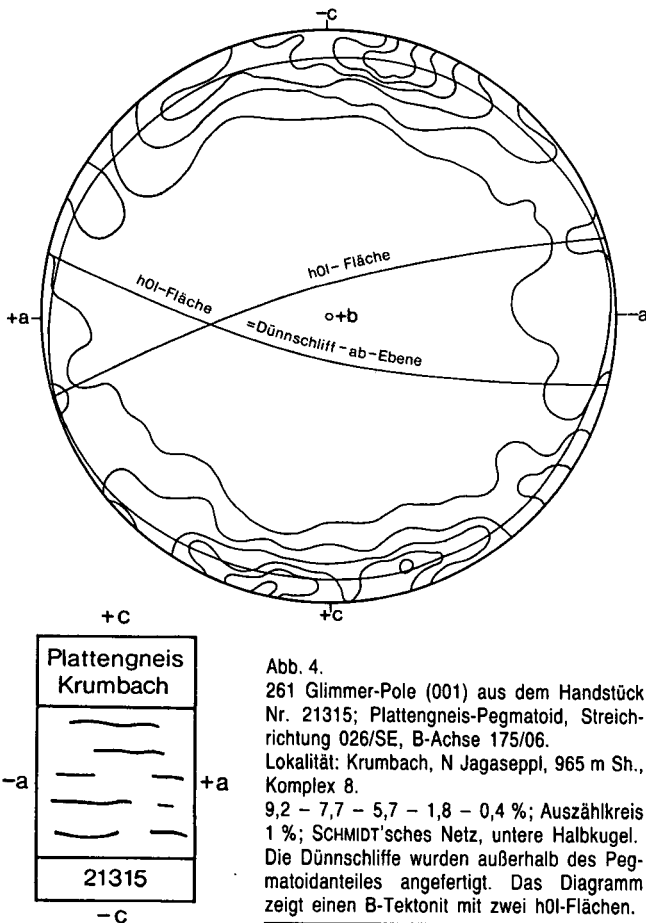 -c
h0l-Fläche
h0l-Fläche
+a
+b
-a
=Dünnschliff-ab-Ebene
+c
+c
Plattengneis
Krumbach
-a
+a
21315
-c
Abb. 4.
261 Glimmer-Pole (001) aus dem Handstück
Nr. 21315; Plattengneis-Pegmatoid, Streich-
richtung 026/SE, B-Achse 175/06.
Lokalität: Krumbach, N Jagaseppl, 965 m Sh.,
Komplex 8.
9,2 – 7,7 – 5,7 – 1,8 – 0,4 %; Auszählkreis
1 %; SCHMIDT'sches Netz, untere Halbkugel.
Die Dünnschliffe wurden außerhalb des Peg-
matoidanteiles angefertigt. Das Diagramm
zeigt einen B-Tektonit mit zwei h0l-Flächen.